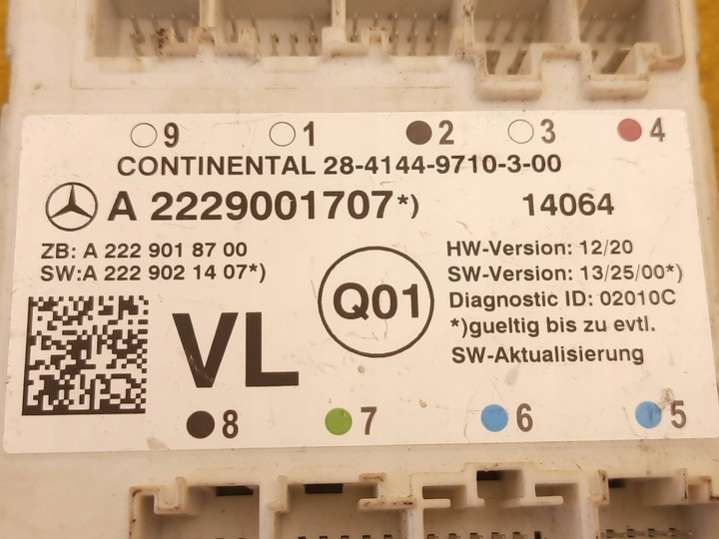 9 1 2 3 4
CONTINENTAL 28-4144-9710-3-00
A 2229001707*) 14064
ZB: A 222 901 87 00
SW:A 222 902 14 07*)
HW-Version: 12/20
SW-Version: 13/25/00*)
Diagnostic ID: 02010C
*)gueltig bis zu evtl.
SW-Aktualisierung
Q01
VL
8 7 6 5